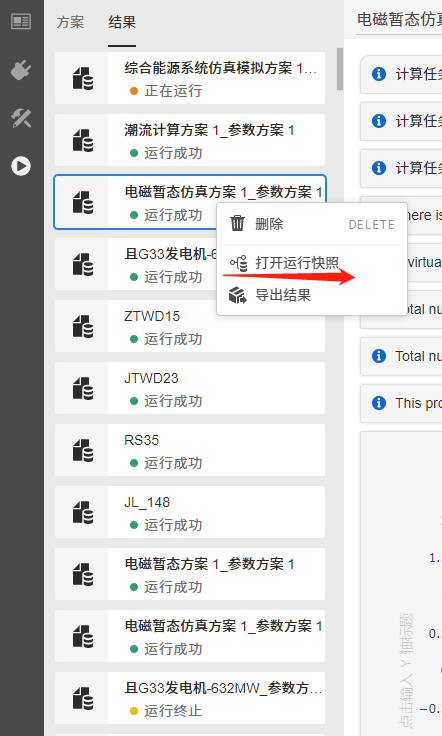 方案 结果
电磁暂态仿真
综合能源系统仿真模拟方案 1...
正在运行
潮流计算方案 1_参数方案 1
运行成功
电磁暂态仿真方案 1_参数方案 1
运行成功
删除 DELETE
打开运行快照
导出结果
且G33发电机-6
运行成功
ZTWD15
运行成功
JTWD23
运行成功
RS35
运行成功
JL_148
运行成功
电磁暂态方案 1_参数方案 1
运行成功
电磁暂态仿真方案 1_参数方案 1
运行成功
且G33发电机-632MW_参数方...
运行终止
计算任
计算任
计算任
here is
virtua
otal nu
Total nu
This pro
1.
0.
−0.
点击输入 Y 轴标题